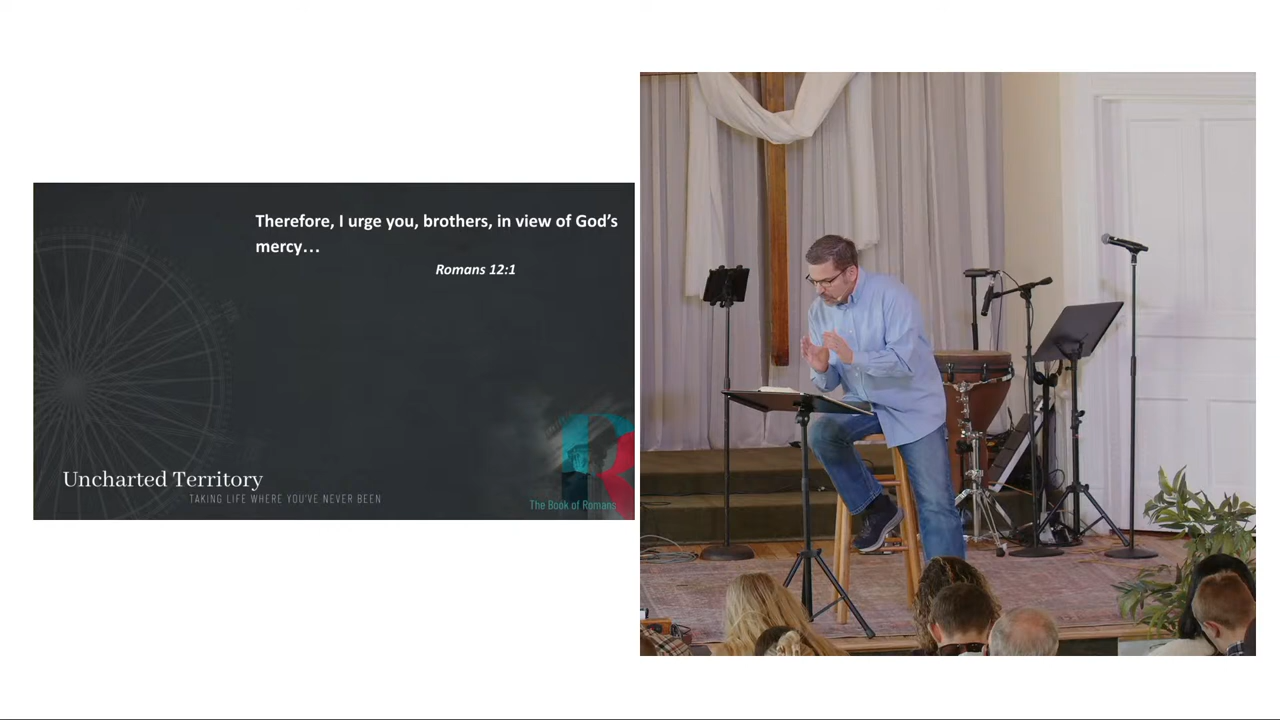 Therefore, I urge you, brothers, in view of God's
mercy…
Romans 12:1
Uncharted Territory
TAKING LIFE WHERE YOU'VE NEVER BEEN
The Book of Romans